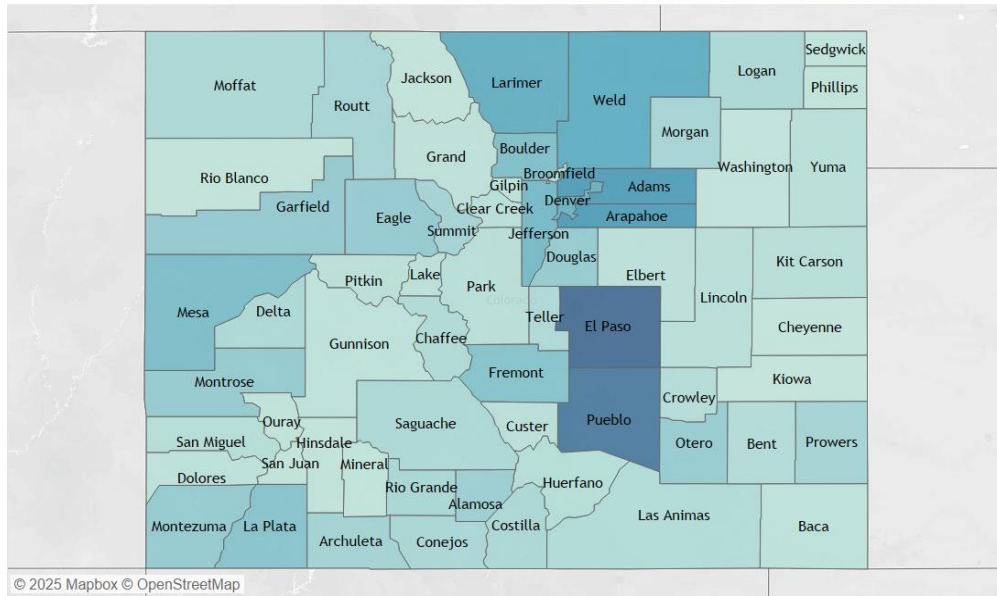 Sedgwick
Logan
Jackson
Larimer
Moffat
Phillips
Weld
Routt
Morgan
Boulder
Grand
Washington
Yuma
Broomfield
Rio Blanco
Gilpin
Adams
Denver
Garfield
Clear Creek
Arapahoe
Eagle
Summit
Jefferson
Douglas
Kit Carson
Lake
Elbert
Pitkin
Park
Lincoln
Colorado
Mesa
Delta
Teller
El Paso
Cheyenne
Chaffee
Gunnison
Fremont
Kiowa
Montrose
Crowley
Pueblo
Ouray
Saguache
Custer
San Miguel
Hinsdale
Otero
Bent
Prowers
San Juan
Mineral
Dolores
Huerfano
Rio Grande
Alamosa
Las Animas
Montezuma
La Plata
Costilla
Baca
Archuleta
Conejos
© 2025 Mapbox © OpenStreetMap